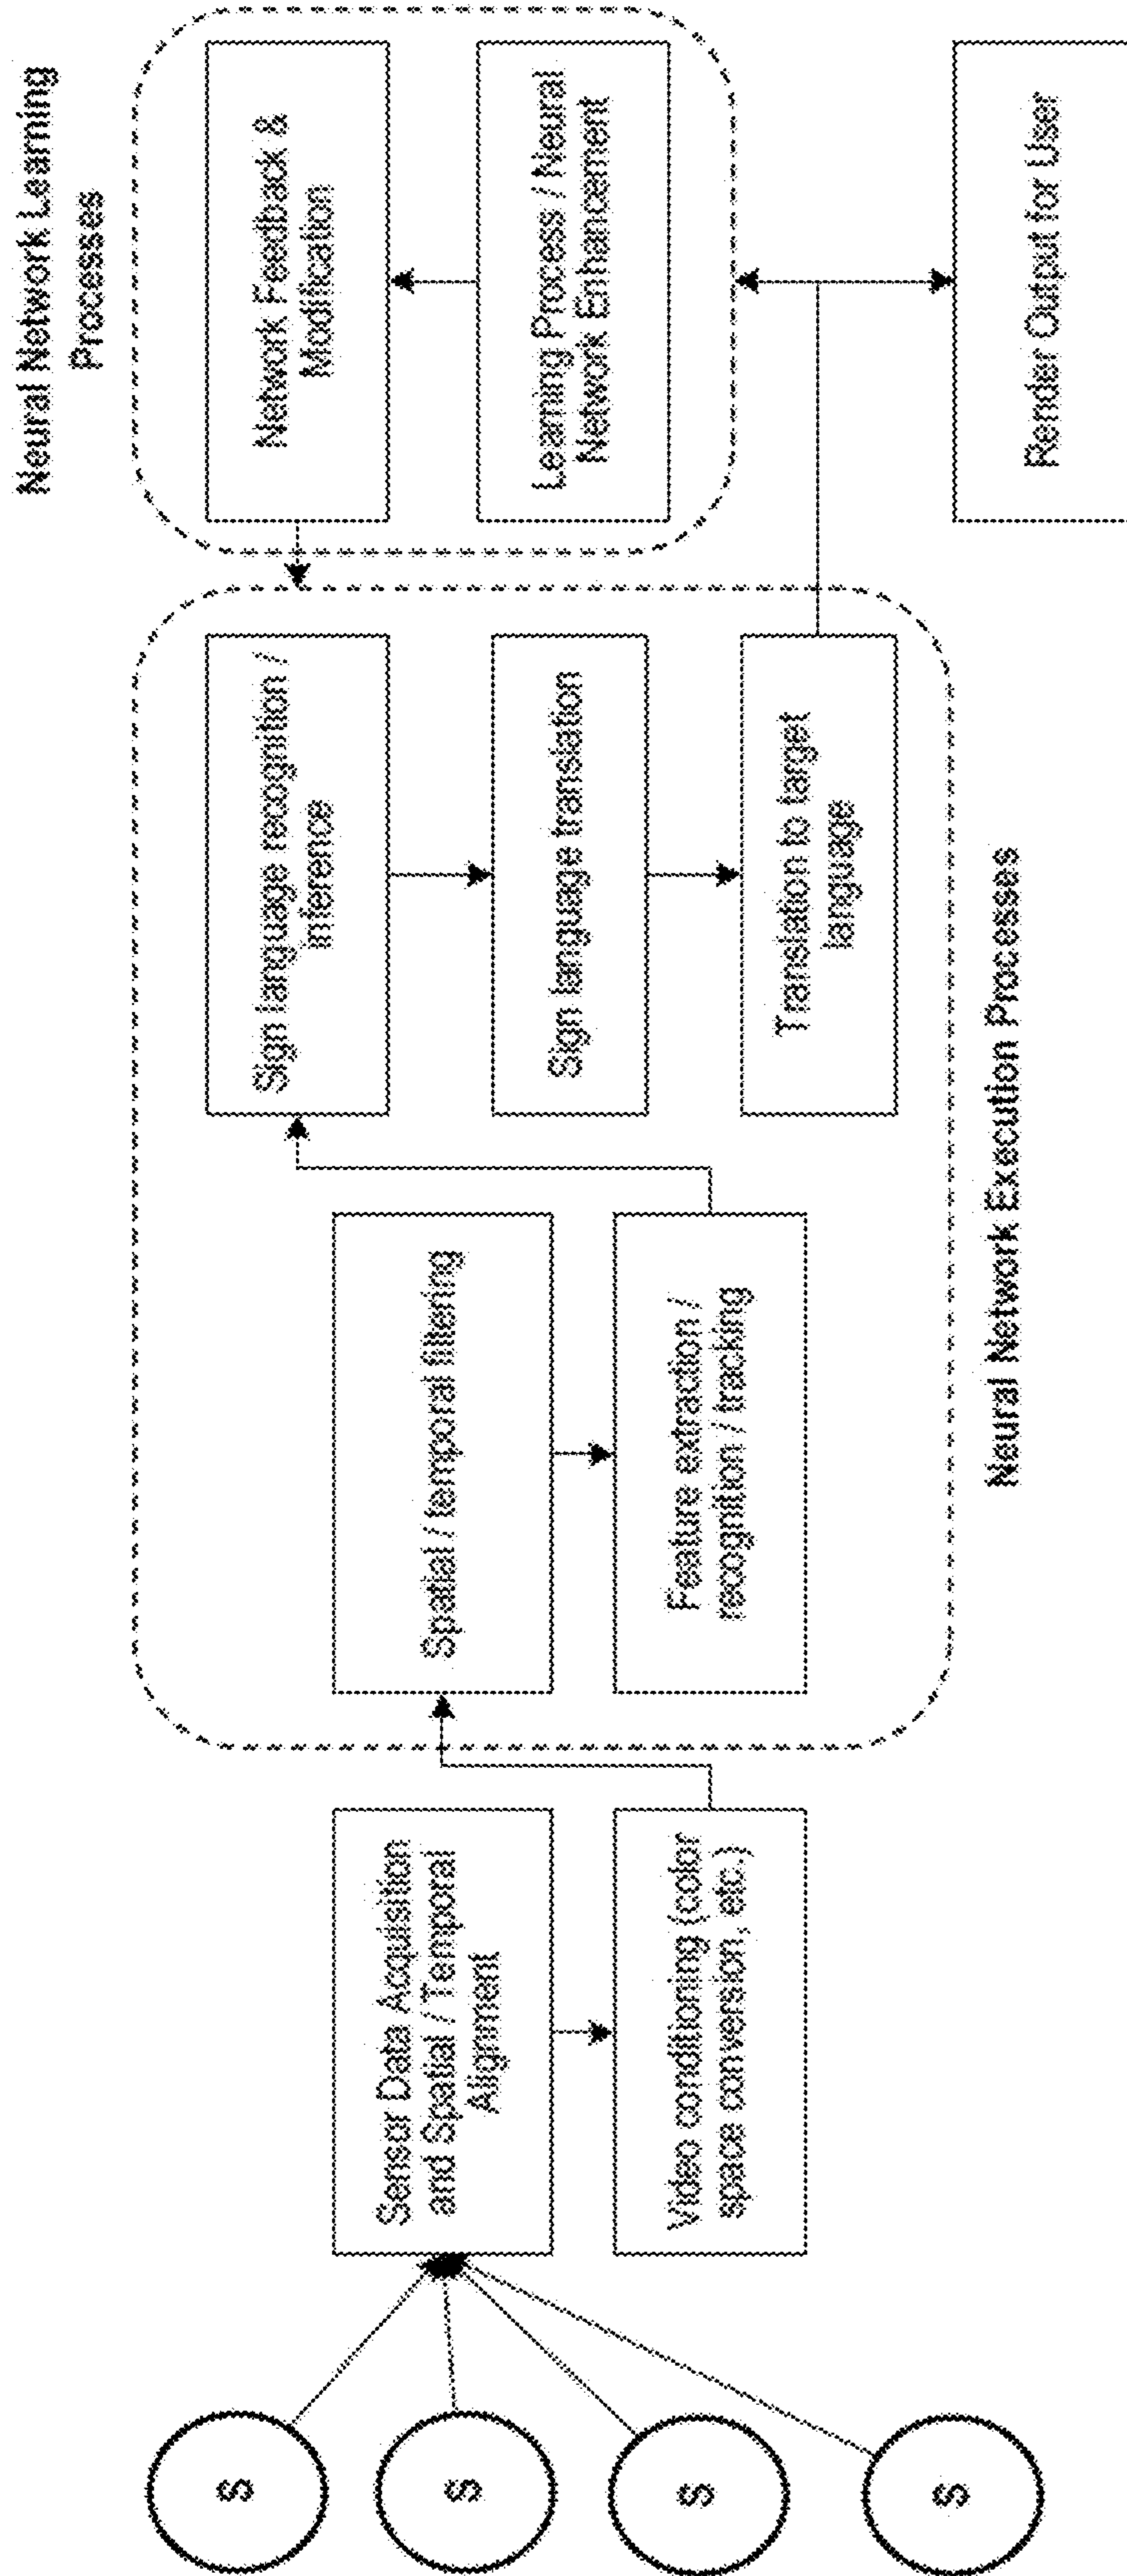 S
S
S
S
Sensor Data Acquisition
and Spatial / Temporal
Alignment
Video conditioning (color
space conversion, etc.)
Spatial / temporal filtering
Feature extraction /
recognition / tracking
Sign language recognition /
inference
Sign language translation
Translation to target
language
Neural Network Execution Processes
Neural Network Learning
Processes
Network Feedback &
Modification
Learning Process / Neural
Network Enhancement
Render Output for User